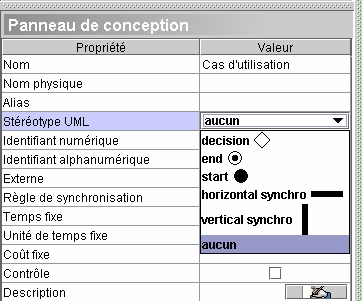 Panneau de conception
Propriété Valeur
Nom Cas d'utilisation
Nom physique
Alias
Stéréotype UML aucun
Identifiant numérique decision
Identifiant alphanumérique end
Externe start
Règle de synchronisation horizontal synchro
Temps fixe vertical synchro
Unité de temps fixe aucun
Coût fixe
Contrôle
Description